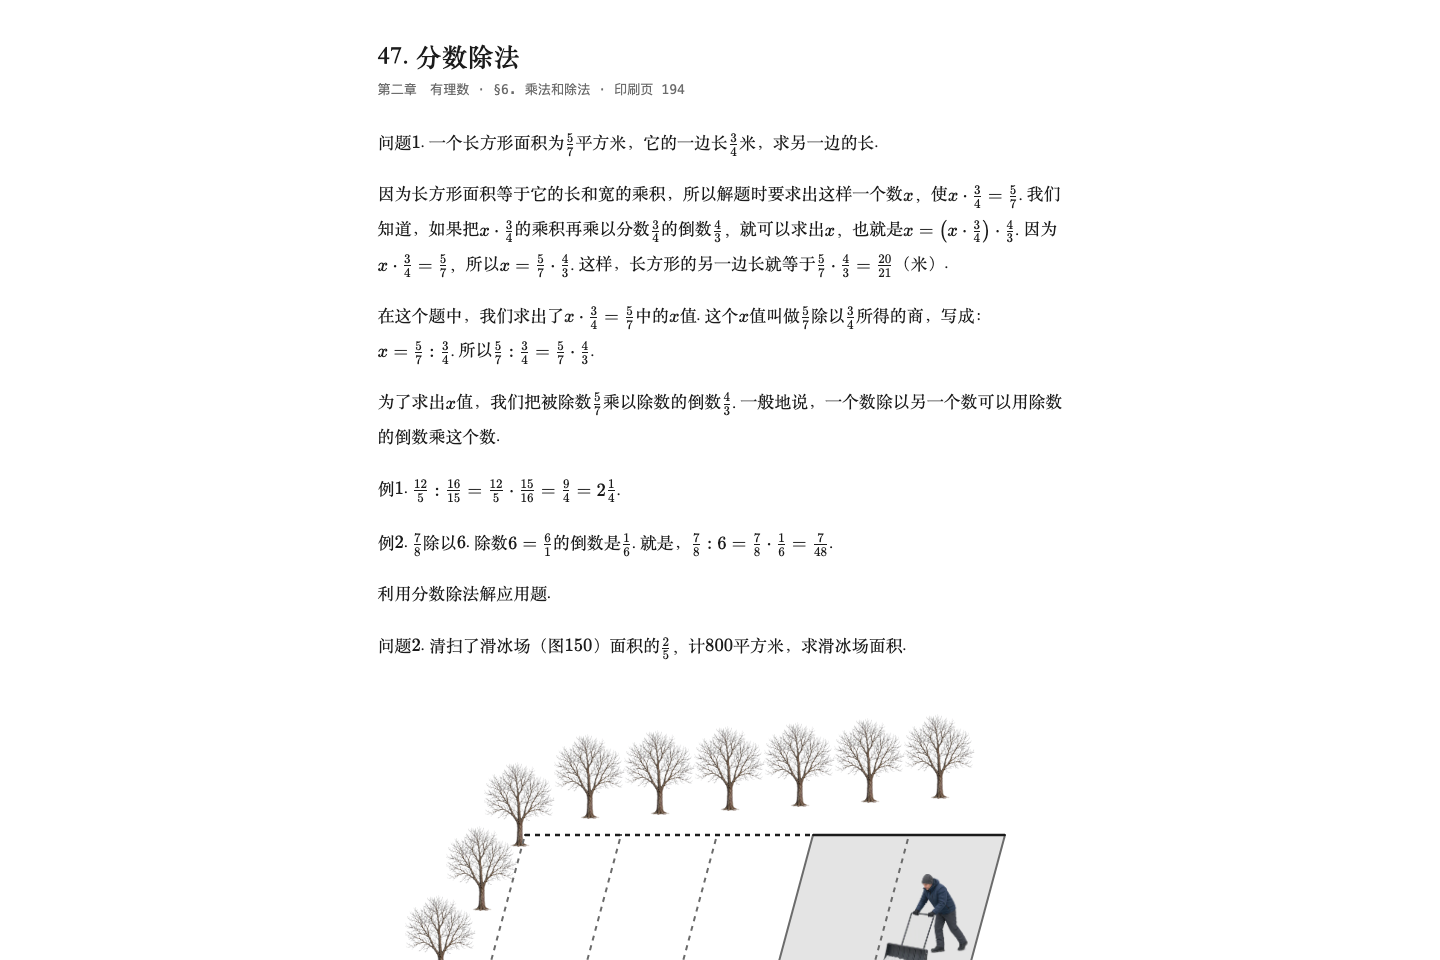 47. 分数除法
第二章 有理数 · §6. 乘法和除法 · 印刷页 194
问题1. 一个长方形面积为5/7平方米，它的一边长3/4米，求另一边的长.
因为长方形面积等于它的长和宽的乘积，所以解题时要求出这样一个数x，使x · 3/4 = 5/7. 我们
知道，如果把x · 3/4的乘积再乘以分数3/4的倒数4/3，就可以求出x，也就是x = (x · 3/4) · 4/3. 因为
x · 3/4 = 5/7，所以x = 5/7 · 4/3. 这样，长方形的另一边长就等于5/7 · 4/3 = 20/21（米）.
在这个题中，我们求出了x · 3/4 = 5/7中的x值. 这个x值叫做5/7除以3/4所得的商，写成：
x = 5/7 : 3/4. 所以5/7 : 3/4 = 5/7 · 4/3.
为了求出x值，我们把被除数5/7乘以除数的倒数4/3. 一般地说，一个数除以另一个数可以用除数
的倒数乘这个数.
例1. 12/5 : 16/15 = 12/5 · 15/16 = 9/4 = 2 1/4.
例2. 7/8除以6. 除数6 = 6/1的倒数是1/6. 就是，7/8 : 6 = 7/8 · 1/6 = 7/48.
利用分数除法解应用题.
问题2. 清扫了滑冰场（图150）面积的2/5，计800平方米，求滑冰场面积.